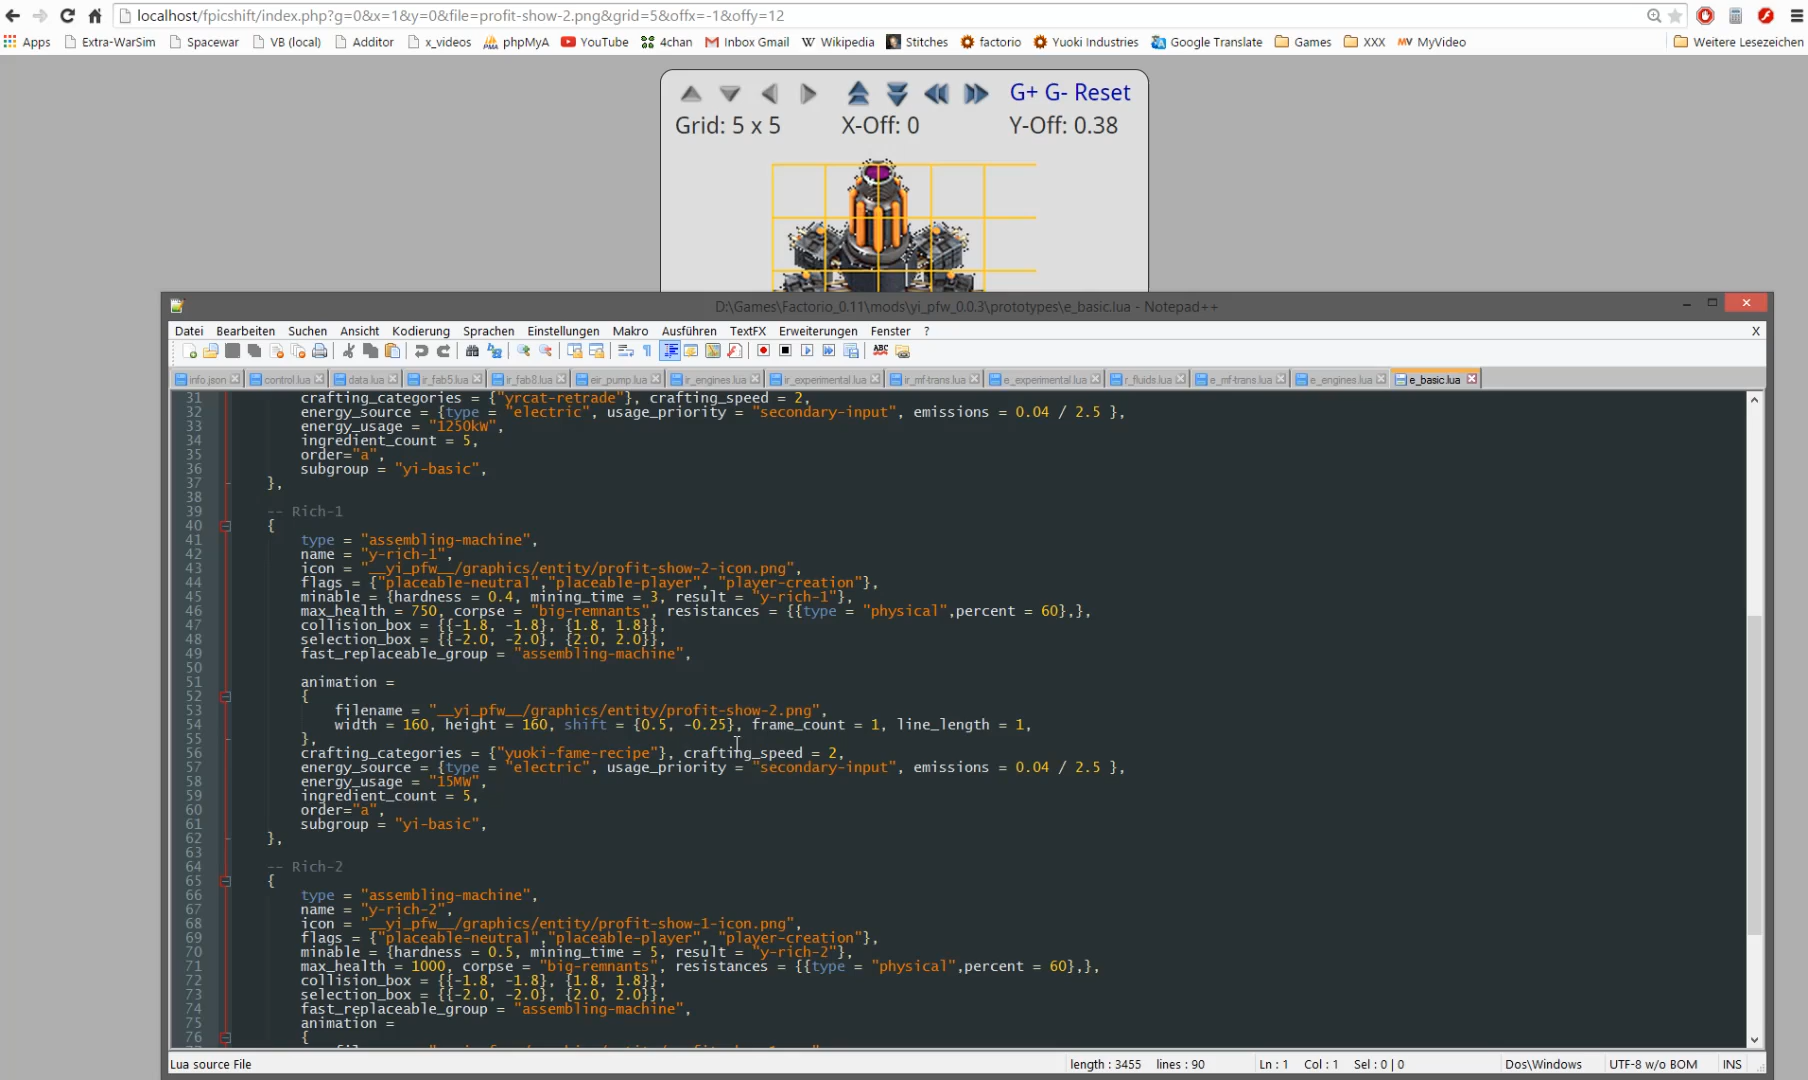 localhost/fpicshift/index.php?g=0&x=1&y=0&file=profit-show-2.png&grid=5&offx=-1&offy=12
Apps Extra-WarSim Spacewar VB (local) Additor x_videos phpMyA YouTube 4chan Inbox Gmail Wikipedia Stitches factorio Yuoki Industries Google Translate Games XXX MyVideo Weitere Lesezeichen
G+ G- Reset
Grid: 5 x 5 X-Off: 0 Y-Off: 0.38
D:\Games\Factorio_0.11\mods\yi_pfw_0.0.3\prototypes\e_basic.lua - Notepad++
Datei Bearbeiten Suchen Ansicht Kodierung Sprachen Einstellungen Makro Ausführen TextFX Erweiterungen Fenster ? X
info.json control.lua data.lua ir_fab5.lua ir_fab8.lua eir_pump.lua ir_engines.lua ir_experimental.lua ir_mf-trans.lua e_experimental.lua r_fluids.lua e_mf-trans.lua e_engines.lua e_basic.lua
31 crafting_categories = {"yrcat-retrade"}, crafting_speed = 2,
32 energy_source = {type = "electric", usage_priority = "secondary-input", emissions = 0.04 / 2.5 },
33 energy_usage = "1250kW",
34 ingredient_count = 5,
35 order="a",
36 subgroup = "yi-basic",
37 },
38
39 -- Rich-1
40 {
41 type = "assembling-machine",
42 name = "y-rich-1",
43 icon = "__yi_pfw__/graphics/entity/profit-show-2-icon.png",
44 flags = {"placeable-neutral","placeable-player", "player-creation"},
45 minable = {hardness = 0.4, mining_time = 3, result = "y-rich-1"},
46 max_health = 750, corpse = "big-remnants", resistances = {{type = "physical",percent = 60},},
47 collision_box = {{-1.8, -1.8}, {1.8, 1.8}},
48 selection_box = {{-2.0, -2.0}, {2.0, 2.0}},
49 fast_replaceable_group = "assembling-machine",
50
51 animation =
52 {
53 filename = "__yi_pfw__/graphics/entity/profit-show-2.png",
54 width = 160, height = 160, shift = {0.5, -0.25}, frame_count = 1, line_length = 1,
55 },
56 crafting_categories = {"yuoki-fame-recipe"}, crafting_speed = 2,
57 energy_source = {type = "electric", usage_priority = "secondary-input", emissions = 0.04 / 2.5 },
58 energy_usage = "15MW",
59 ingredient_count = 5,
60 order="a",
61 subgroup = "yi-basic",
62 },
63
64 -- Rich-2
65 {
66 type = "assembling-machine",
67 name = "y-rich-2",
68 icon = "__yi_pfw__/graphics/entity/profit-show-1-icon.png",
69 flags = {"placeable-neutral","placeable-player", "player-creation"},
70 minable = {hardness = 0.5, mining_time = 5, result = "y-rich-2"},
71 max_health = 1000, corpse = "big-remnants", resistances = {{type = "physical",percent = 60},},
72 collision_box = {{-1.8, -1.8}, {1.8, 1.8}},
73 selection_box = {{-2.0, -2.0}, {2.0, 2.0}},
74 fast_replaceable_group = "assembling-machine",
75 animation =
76 {
Lua source File length : 3455 lines : 90 Ln : 1 Col : 1 Sel : 0 | 0 Dos\Windows UTF-8 w/o BOM INS